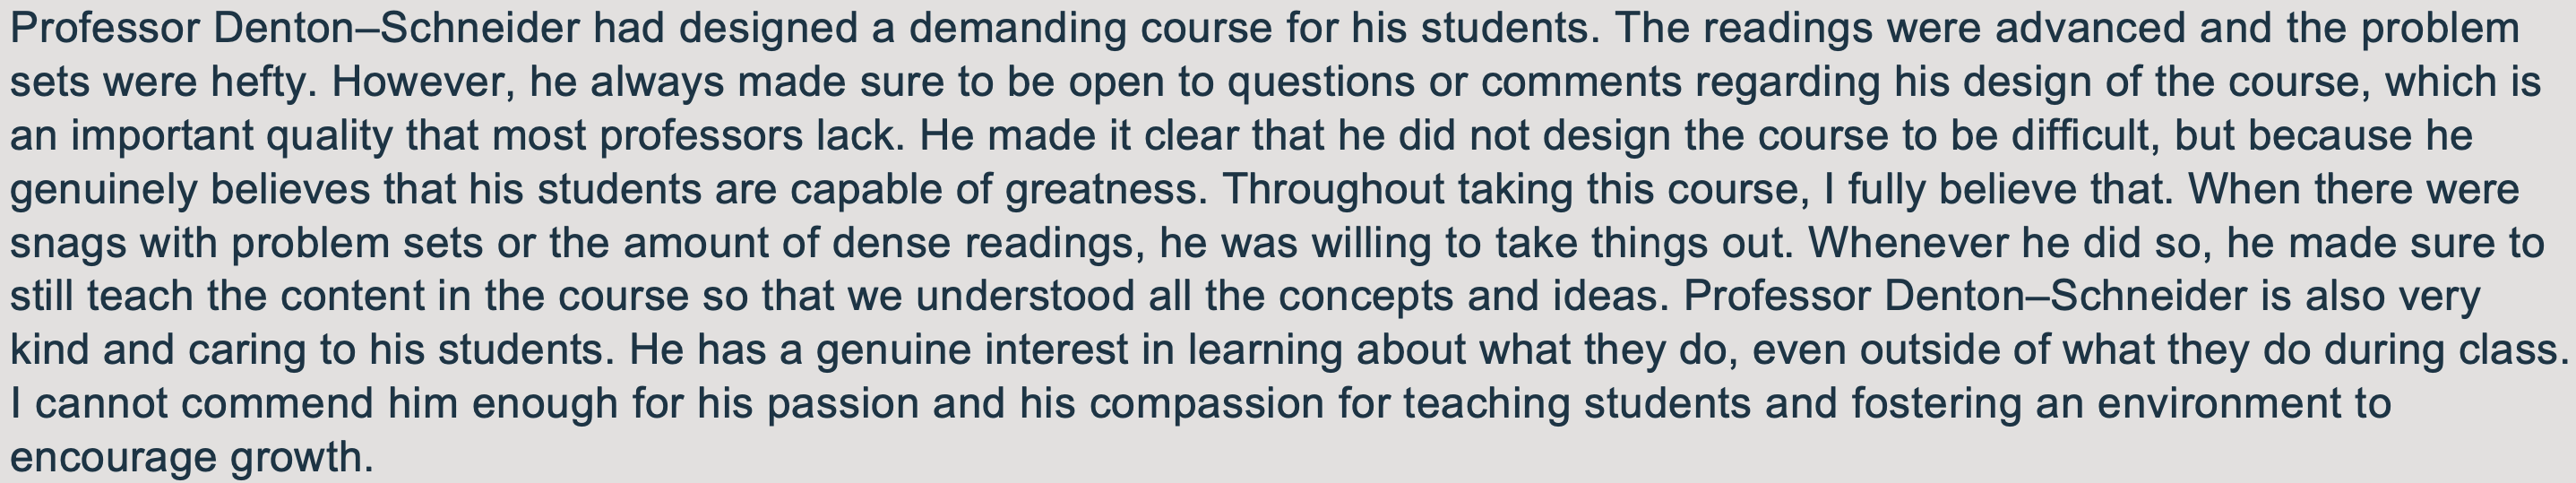 Professor Denton–Schneider had designed a demanding course for his students. The readings were advanced and the problem
sets were hefty. However, he always made sure to be open to questions or comments regarding his design of the course, which is
an important quality that most professors lack. He made it clear that he did not design the course to be difficult, but because he
genuinely believes that his students are capable of greatness. Throughout taking this course, I fully believe that. When there were
snags with problem sets or the amount of dense readings, he was willing to take things out. Whenever he did so, he made sure to
still teach the content in the course so that we understood all the concepts and ideas. Professor Denton–Schneider is also very
kind and caring to his students. He has a genuine interest in learning about what they do, even outside of what they do during class.
I cannot commend him enough for his passion and his compassion for teaching students and fostering an environment to
encourage growth.